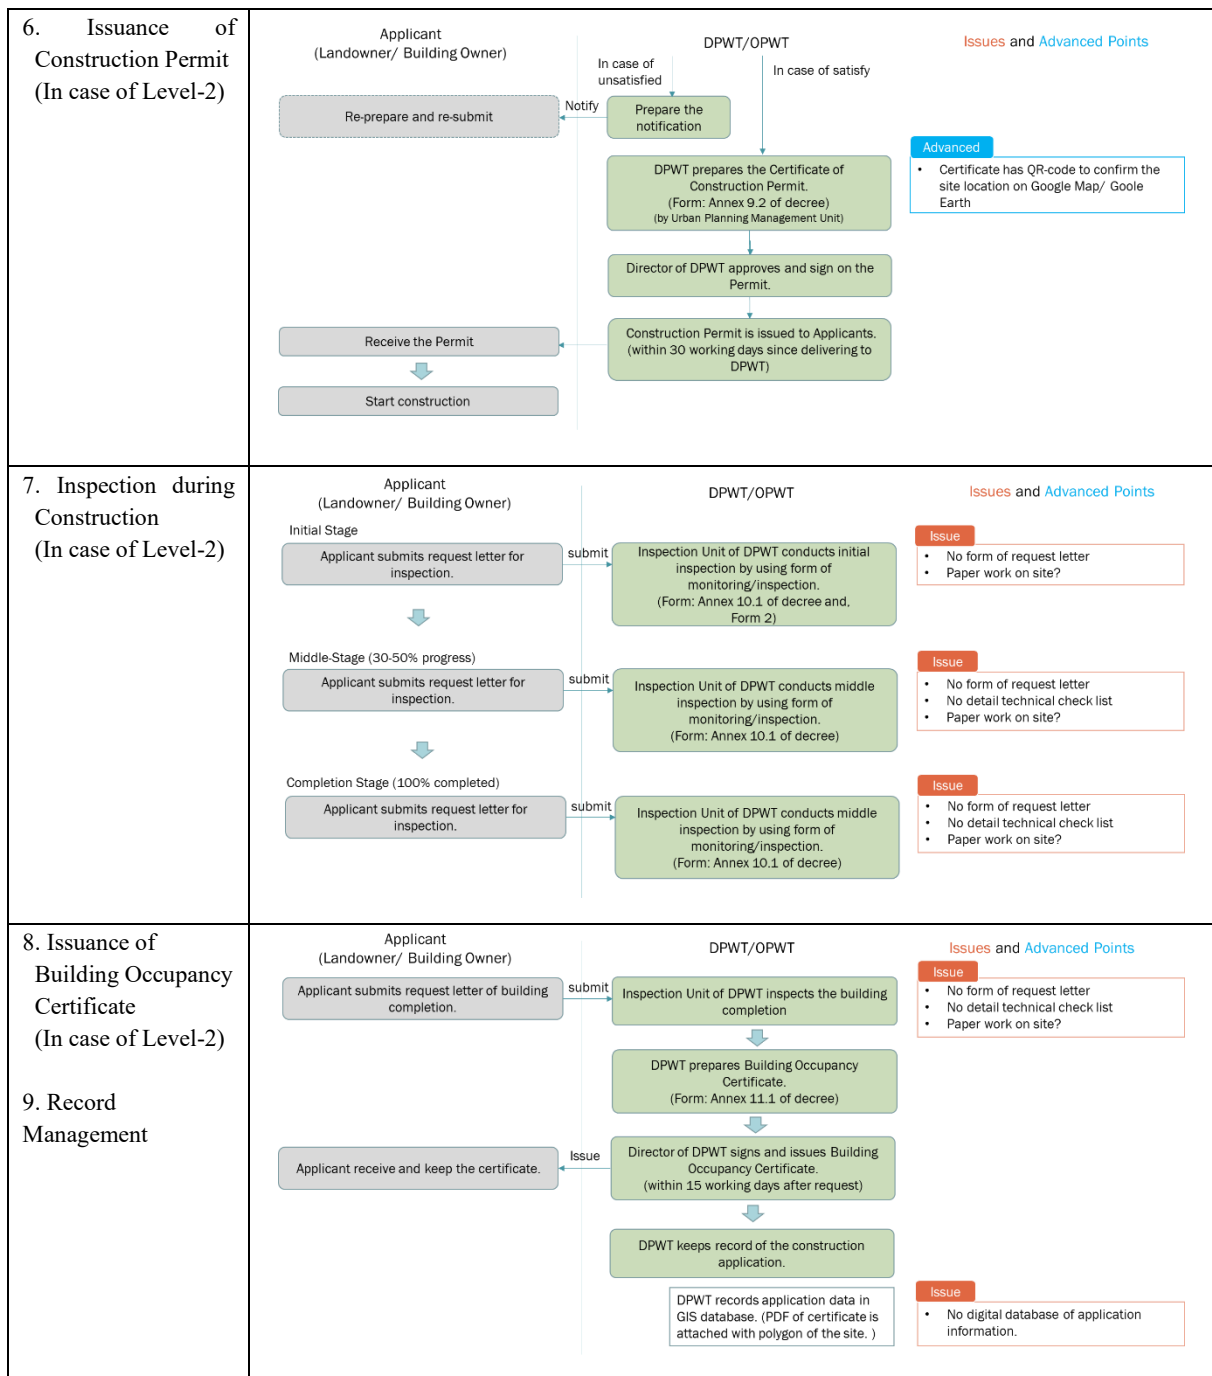 6. Issuance of
Construction Permit
(In case of Level-2)
Applicant
(Landowner/ Building Owner)
DPWT/OPWT
Issues and Advanced Points
In case of
unsatisfied
In case of satisfy
Re-prepare and re-submit
Notify
Prepare the
notification
DPWT prepares the Certificate of
Construction Permit.
(Form: Annex 9.2 of decree)
(by Urban Planning Management Unit)
Advanced
• Certificate has QR-code to confirm the
site location on Google Map/ Goole
Earth
Director of DPWT approves and sign on the
Permit.
Receive the Permit
Construction Permit is issued to Applicants.
(within 30 working days since delivering to
DPWT)
Start construction
7. Inspection during
Construction
(In case of Level-2)
Applicant
(Landowner/ Building Owner)
DPWT/OPWT
Issues and Advanced Points
Initial Stage
Applicant submits request letter for
inspection.
submit
Inspection Unit of DPWT conducts initial
inspection by using form of
monitoring/inspection.
(Form: Annex 10.1 of decree and,
Form 2)
Issue
• No form of request letter
• Paper work on site?
Middle-Stage (30-50% progress)
Applicant submits request letter for
inspection.
submit
Inspection Unit of DPWT conducts middle
inspection by using form of
monitoring/inspection.
(Form: Annex 10.1 of decree)
Issue
• No form of request letter
• No detail technical check list
• Paper work on site?
Completion Stage (100% completed)
Applicant submits request letter for
inspection.
submit
Inspection Unit of DPWT conducts middle
inspection by using form of
monitoring/inspection.
(Form: Annex 10.1 of decree)
Issue
• No form of request letter
• No detail technical check list
• Paper work on site?
8. Issuance of
Building Occupancy
Certificate
(In case of Level-2)
9. Record
Management
Applicant
(Landowner/ Building Owner)
DPWT/OPWT
Issues and Advanced Points
Applicant submits request letter of building
completion.
submit
Inspection Unit of DPWT inspects the building
completion
Issue
• No form of request letter
• No detail technical check list
• Paper work on site?
DPWT prepares Building Occupancy
Certificate.
(Form: Annex 11.1 of decree)
Applicant receive and keep the certificate.
Issue
Director of DPWT signs and issues Building
Occupancy Certificate.
(within 15 working days after request)
DPWT keeps record of the construction
application.
DPWT records application data in
GIS database. (PDF of certificate is
attached with polygon of the site. )
Issue
• No digital database of application
information.